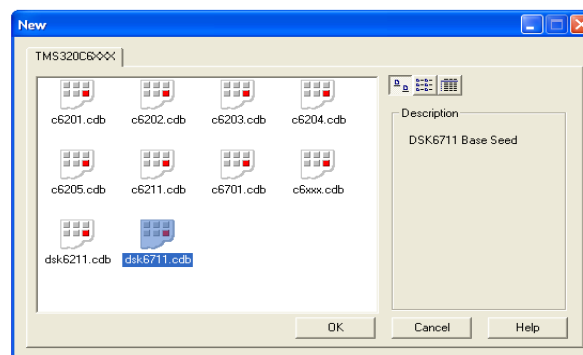 New
TMS320C6XXX
c6201.cdb c6202.cdb c6203.cdb c6204.cdb
c6205.cdb c6211.cdb c6701.cdb c6xxx.cdb
dsk6211.cdb dsk6711.cdb
Description
DSK6711 Base Seed
OK Cancel Help